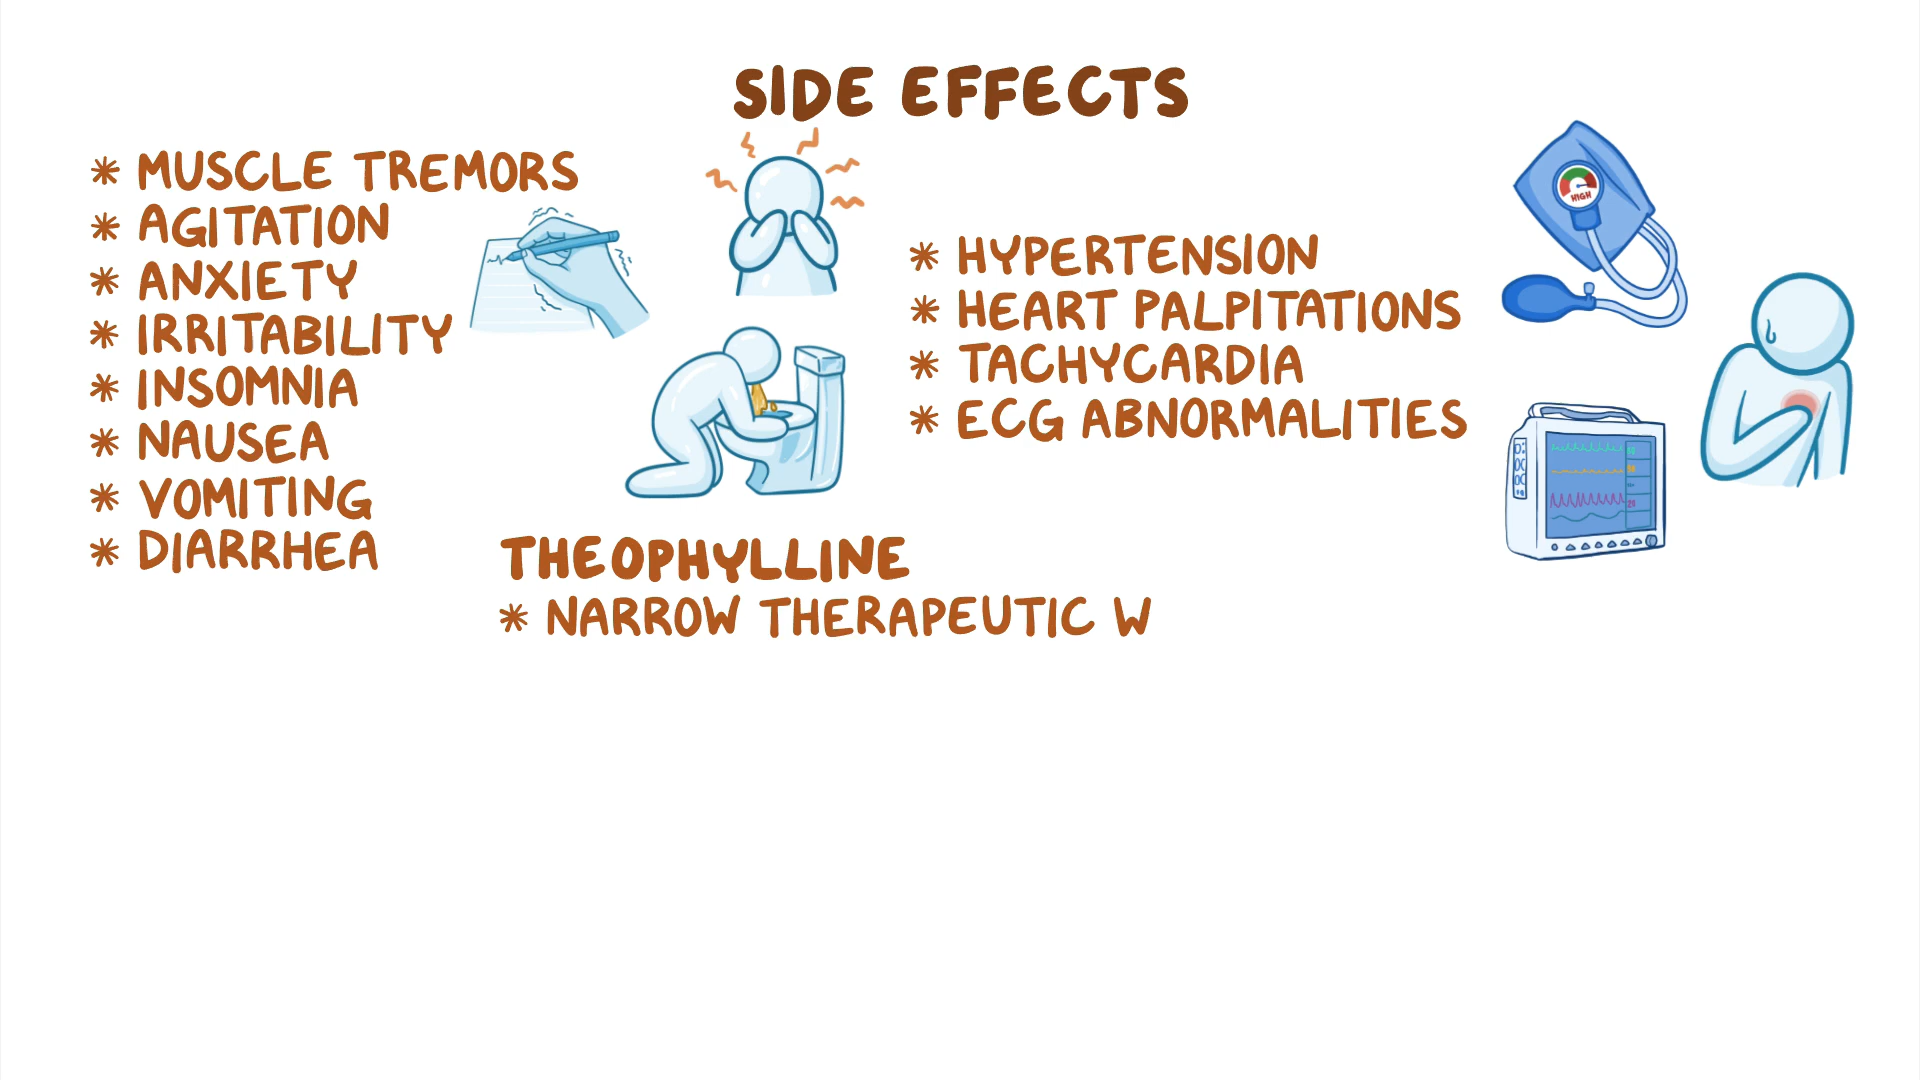 SIDE EFFECTS
* MUSCLE TREMORS
* AGITATION
* ANXIETY
* IRRITABILITY
* INSOMNIA
* NAUSEA
* VOMITING
* DIARRHEA
* HYPERTENSION
* HEART PALPITATIONS
* TACHYCARDIA
* ECG ABNORMALITIES
HIGH
THEOPHYLLINE
* NARROW THERAPEUTIC W